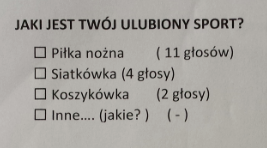 JAKI JEST TWÓJ ULUBIONY SPORT?
☐ Piłka nożna ( 11 głosów)
☐ Siatkówka (4 głosy)
☐ Koszykówka (2 głosy)
☐ Inne.... (jakie? ) ( - )